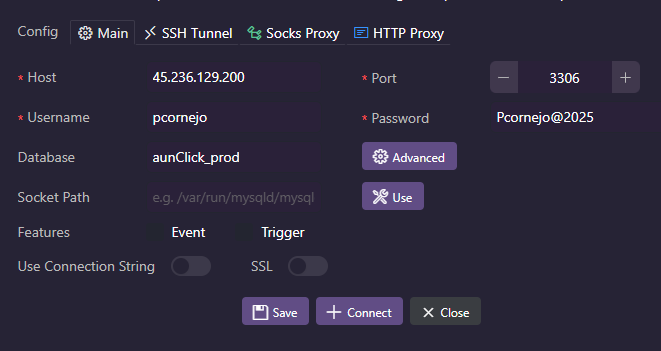 Config Main SSH Tunnel Socks Proxy HTTP Proxy
* Host 45.236.129.200 * Port 3306
* Username pcornejo * Password Pcornejo@2025
Database aunClick_prod Advanced
Socket Path e.g. /var/run/mysqld/mysql Use
Features Event Trigger
Use Connection String SSL
Save Connect Close